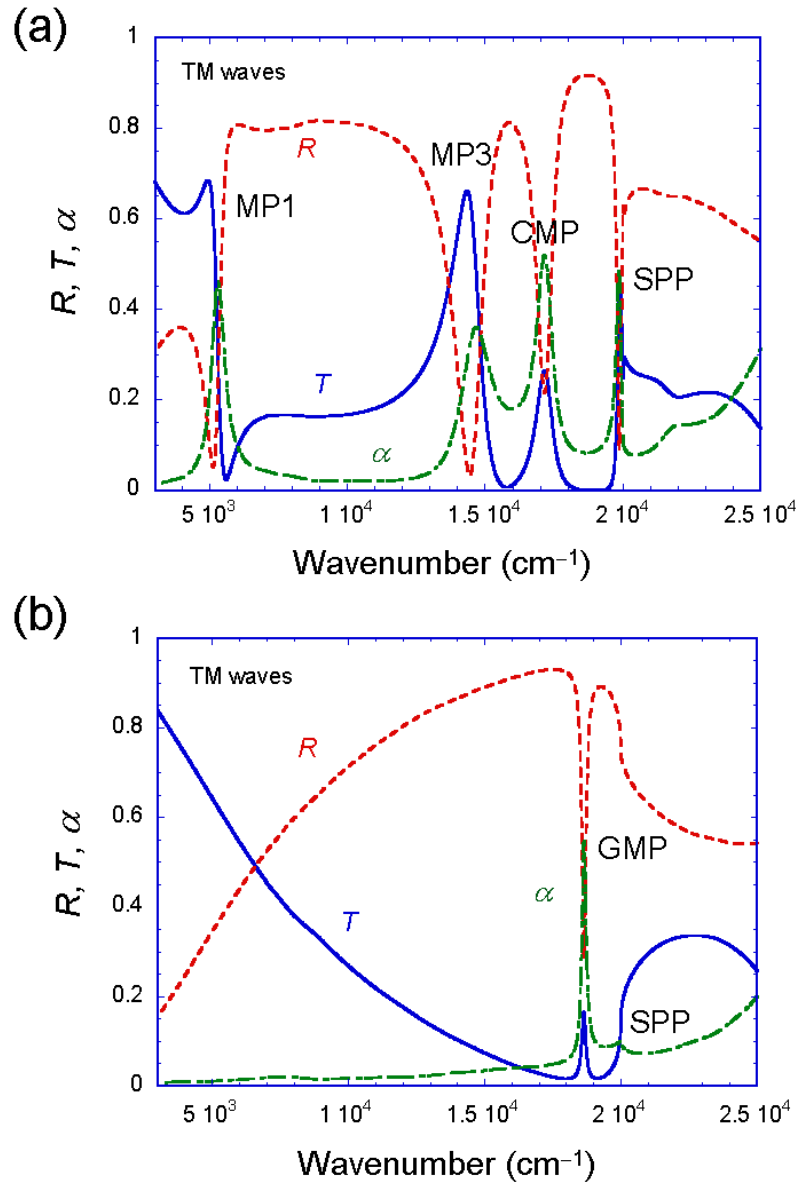 (a)
TM waves
R, T, α
1
0.8
0.6
0.4
0.2
0
R
MP1
MP3
CMP
SPP
T
α
5 10³
1 10⁴
1.5 10⁴
2 10⁴
2.5 10⁴
Wavenumber (cm⁻¹)
(b)
TM waves
R, T, α
1
0.8
0.6
0.4
0.2
0
R
GMP
α
T
SPP
5 10³
1 10⁴
1.5 10⁴
2 10⁴
2.5 10⁴
Wavenumber (cm⁻¹)